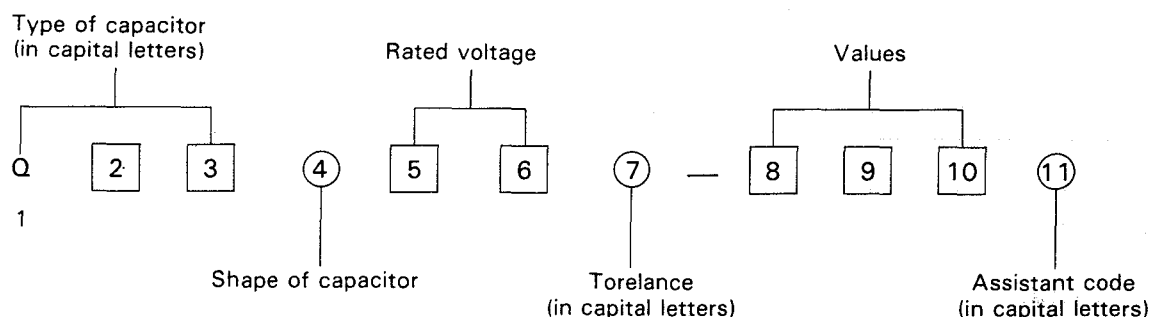 Type of capacitor
(in capital letters)
Rated voltage
Values
Q 2 3 4 5 6 7 — 8 9 10 11
1
Shape of capacitor
Torelance
(in capital letters)
Assistant code
(in capital letters)